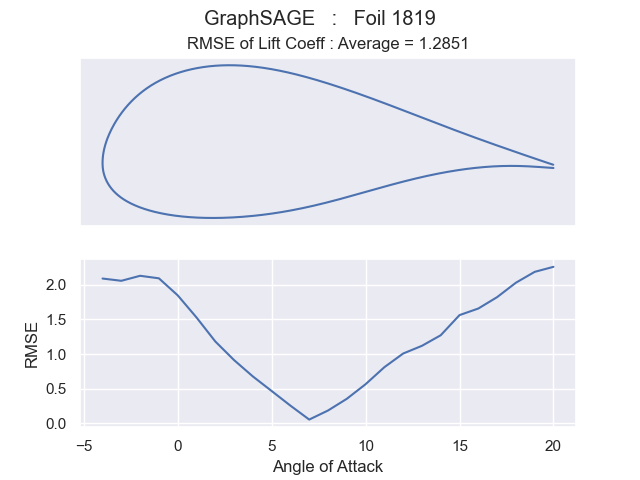 GraphSAGE   :   Foil 1819
RMSE of Lift Coeff : Average = 1.2851
2.0
1.5
1.0
0.5
0.0
RMSE
−5 0 5 10 15 20
Angle of Attack